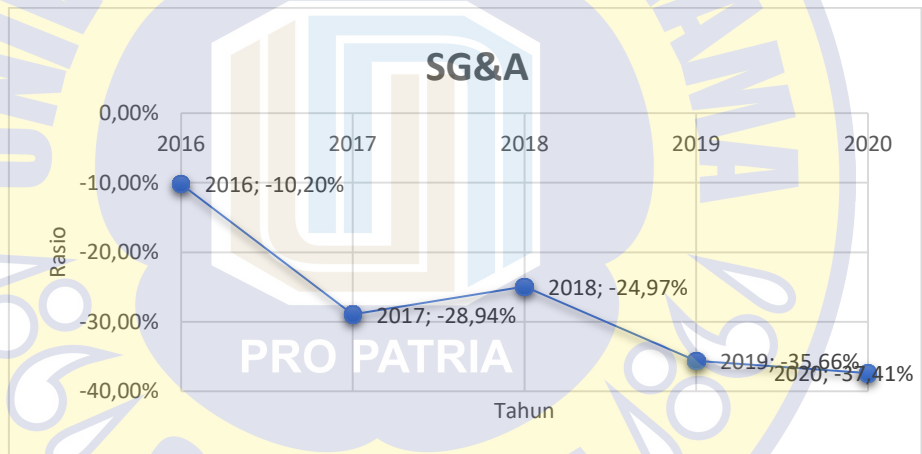 SG&A
0,00%
2016 2017 2018 2019 2020
-10,00%
2016; -10,20%
-20,00%
Rasio
2018; -24,97%
-30,00%
2017; -28,94%
PRO PATRIA
2019; -35,66%
2020; -37,41%
-40,00%
Tahun
AMA